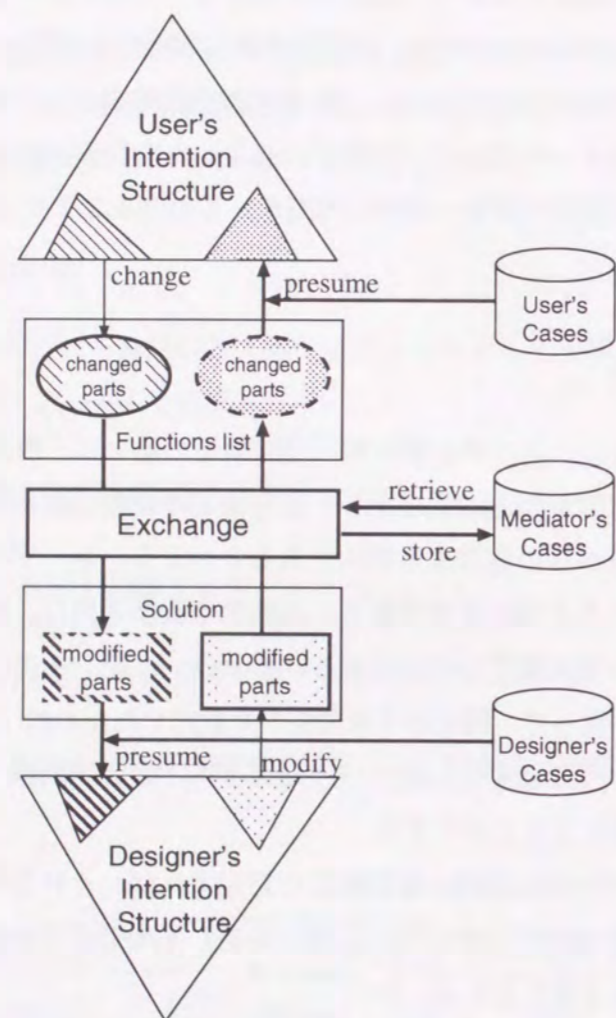 User's
Intention
Structure
change
presume
User's
Cases
changed
parts
changed
parts
Functions list
retrieve
Exchange
Mediator's
Cases
store
Solution
modified
parts
modified
parts
presume
modify
Designer's
Cases
Designer's
Intention
Structure